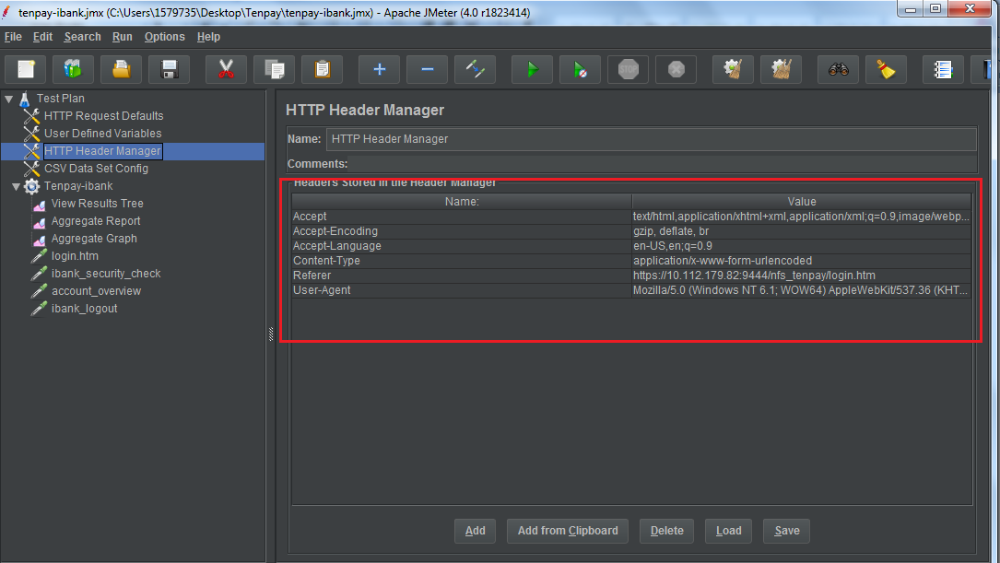 tenpay-ibank.jmx (C:\Users\1579735\Desktop\Tenpay\tenpay-ibank.jmx) - Apache JMeter (4.0 r1823414)
File Edit Search Run Options Help
STOP
Test Plan
HTTP Request Defaults
User Defined Variables
HTTP Header Manager
CSV Data Set Config
Tenpay-ibank
View Results Tree
Aggregate Report
Aggregate Graph
login.htm
ibank_security_check
account_overview
ibank_logout
HTTP Header Manager
Name: HTTP Header Manager
Comments:
Headers Stored in the Header Manager
Name: Value
Accept text/html,application/xhtml+xml,application/xml;q=0.9,image/webp...
Accept-Encoding gzip, deflate, br
Accept-Language en-US,en;q=0.9
Content-Type application/x-www-form-urlencoded
Referer https://10.112.179.82:9444/nfs_tenpay/login.htm
User-Agent Mozilla/5.0 (Windows NT 6.1; WOW64) AppleWebKit/537.36 (KHT...
Add Add from Clipboard Delete Load Save